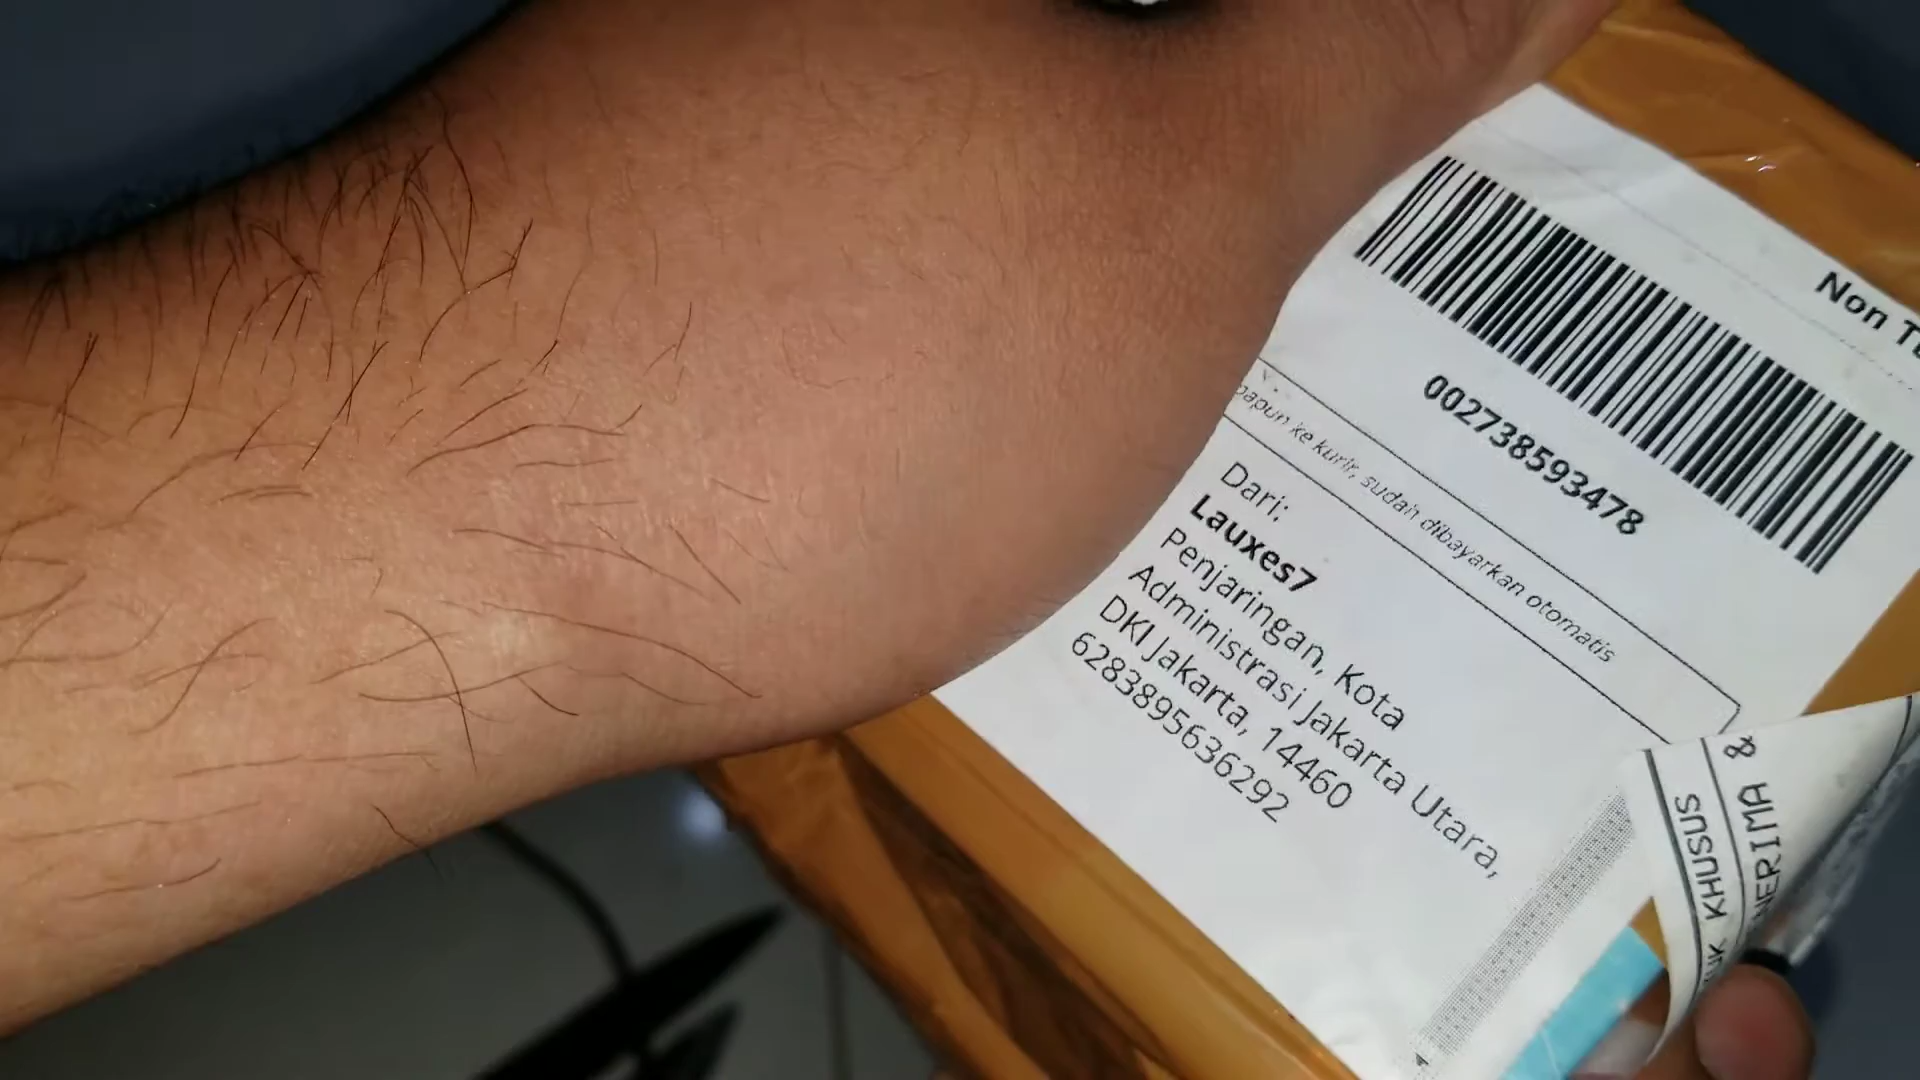 Non T
002738593478
apapun ke kurir, sudah dibayarkan otomatis
Dari:
Lauxes7
Penjaringan, Kota
Administrasi Jakarta Utara,
DKI Jakarta, 14460
6283895636292
KHUSUS
NERIMA &